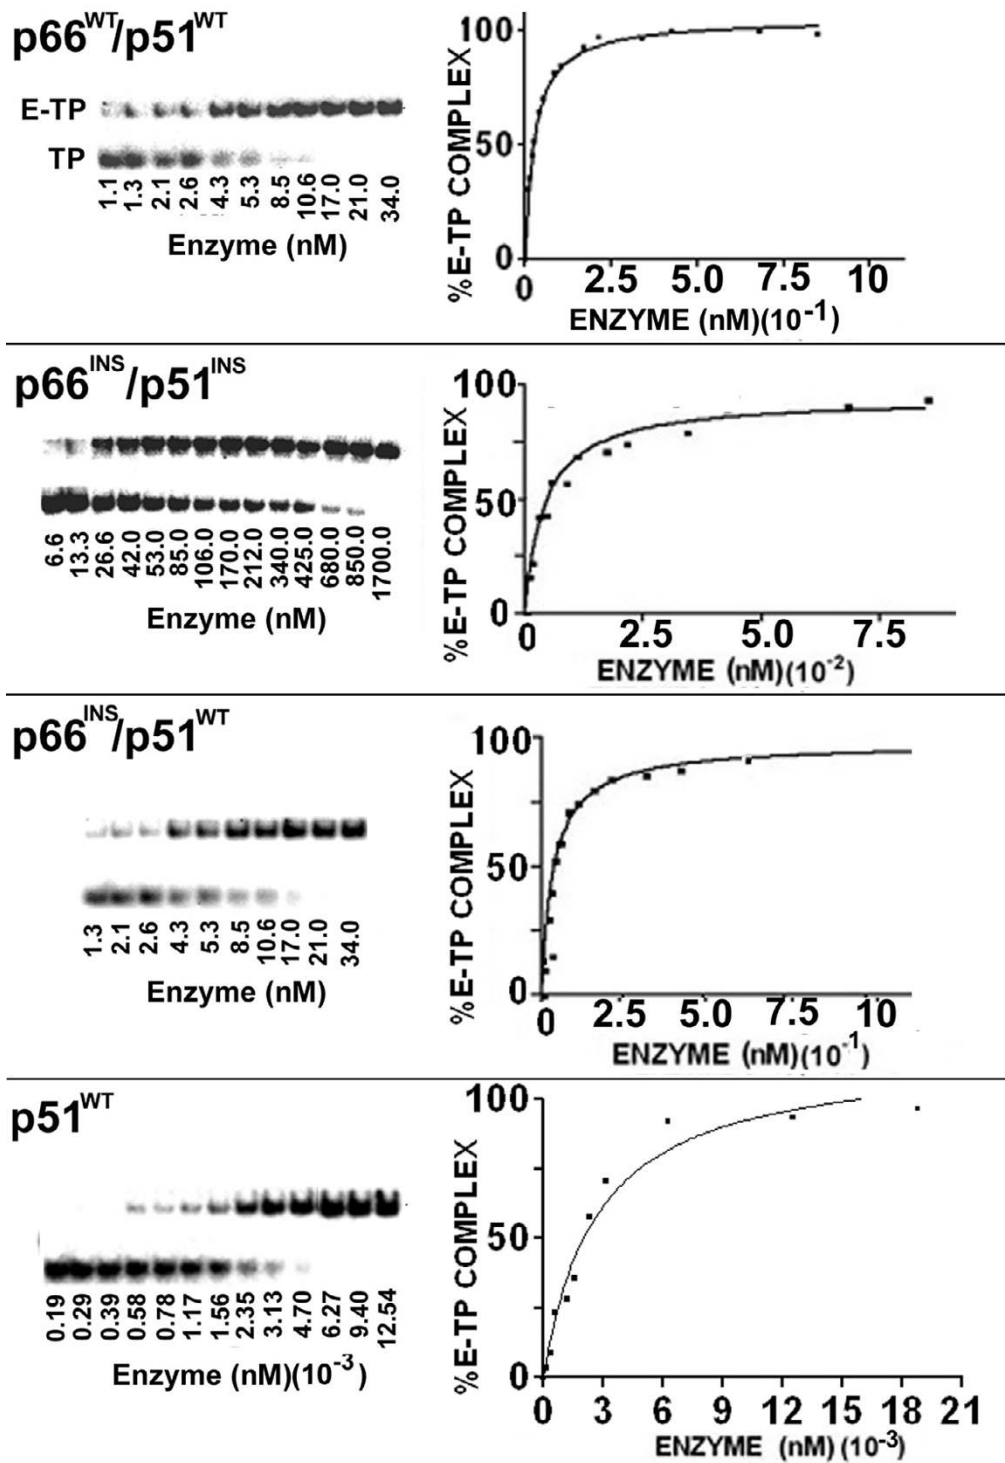 p66WT/p51WT
E-TP
TP
1.1 1.3 2.1 2.6 4.3 5.3 8.5 10.6 17.0 21.0 34.0
Enzyme (nM)
%E-TP COMPLEX
100
50
0
0 2.5 5.0 7.5 10
ENZYME (nM)(10-1)
p66INS/p51INS
6.6 13.3 26.6 42.0 53.0 85.0 106.0 170.0 212.0 340.0 425.0 680.0 850.0 1700.0
Enzyme (nM)
%E-TP COMPLEX
100
50
0
0 2.5 5.0 7.5
ENZYME (nM)(10-2)
p66INS/p51WT
1.3 2.1 2.6 4.3 5.3 8.5 10.6 17.0 21.0 34.0
Enzyme (nM)
%E-TP COMPLEX
100
50
0
0 2.5 5.0 7.5 10
ENZYME (nM)(10-1)
p51WT
0.19 0.29 0.39 0.58 0.78 1.17 1.56 2.35 3.13 4.70 6.27 9.40 12.54
Enzyme (nM)(10-3)
%E-TP COMPLEX
100
50
0
0 3 6 9 12 15 18 21
ENZYME (nM)(10-3)